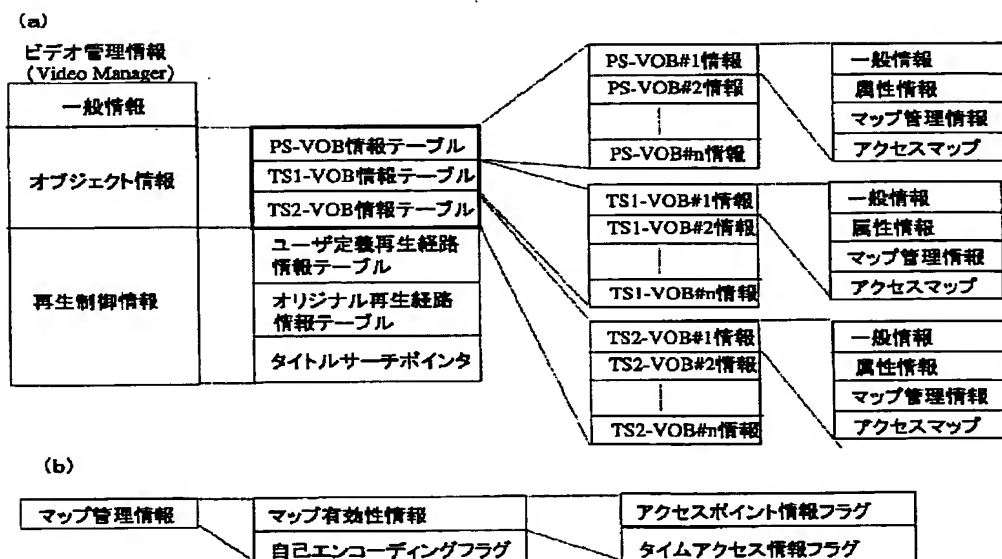 (a)
ビデオ管理情報
(Video Manager)
一般情報
オブジェクト情報
再生制御情報
PS-VOB情報テーブル
TS1-VOB情報テーブル
TS2-VOB情報テーブル
ユーザ定義再生経路
情報テーブル
オリジナル再生経路
情報テーブル
タイトルサーチポインタ
PS-VOB#1情報
PS-VOB#2情報
PS-VOB#n情報
一般情報
属性情報
マップ管理情報
アクセスマップ
TS1-VOB#1情報
TS1-VOB#2情報
TS1-VOB#n情報
一般情報
属性情報
マップ管理情報
アクセスマップ
TS2-VOB#1情報
TS2-VOB#2情報
TS2-VOB#n情報
一般情報
属性情報
マップ管理情報
アクセスマップ
(b)
マップ管理情報
マップ有効性情報
自己エンコーディングフラグ
アクセスポイント情報フラグ
タイムアクセス情報フラグ